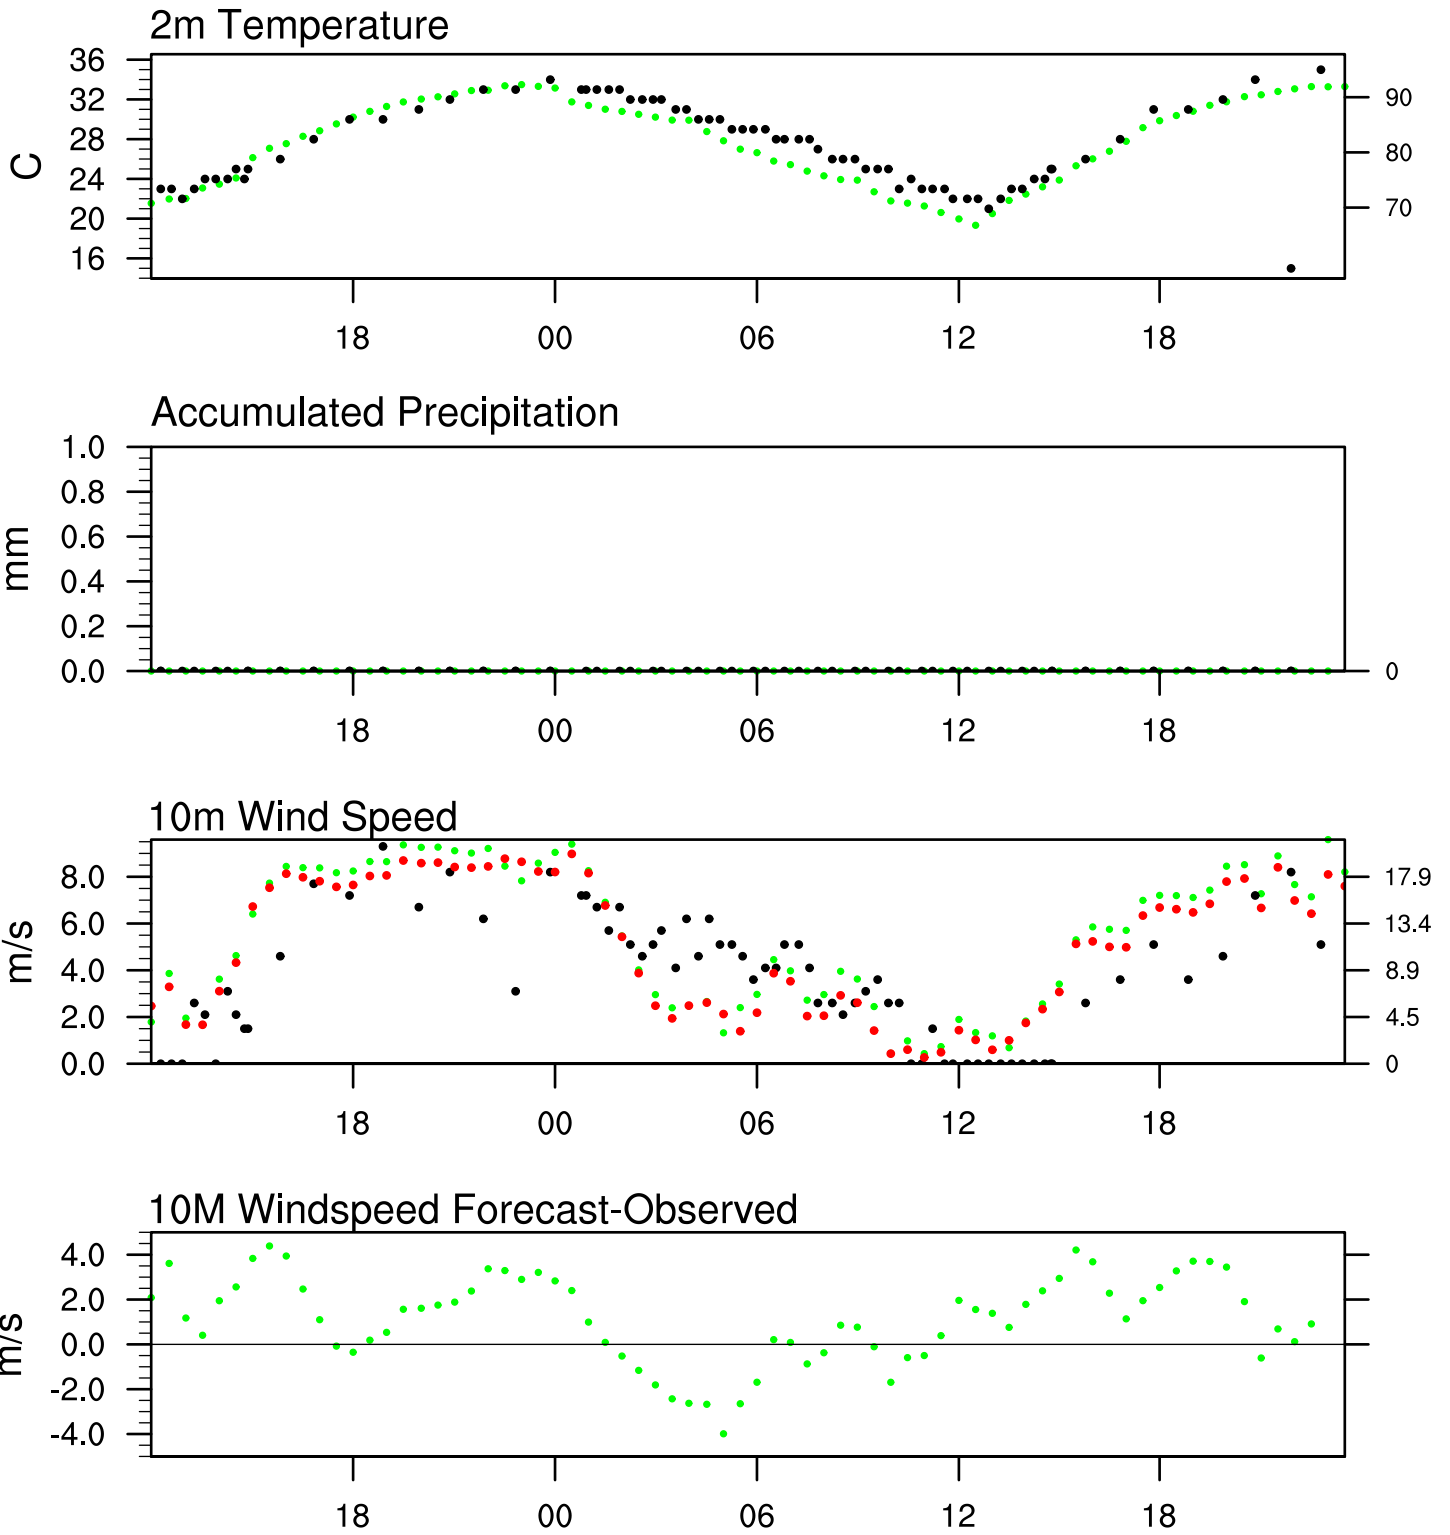 2m Temperature
36
32
28
24
20
16
C
90
80
70
18 00 06 12 18
Accumulated Precipitation
1.0
0.8
0.6
0.4
0.2
0.0
mm
0
18 00 06 12 18
10m Wind Speed
8.0
6.0
4.0
2.0
0.0
m/s
17.9
13.4
8.9
4.5
0
18 00 06 12 18
10M Windspeed Forecast-Observed
4.0
2.0
0.0
-2.0
-4.0
m/s
18 00 06 12 18